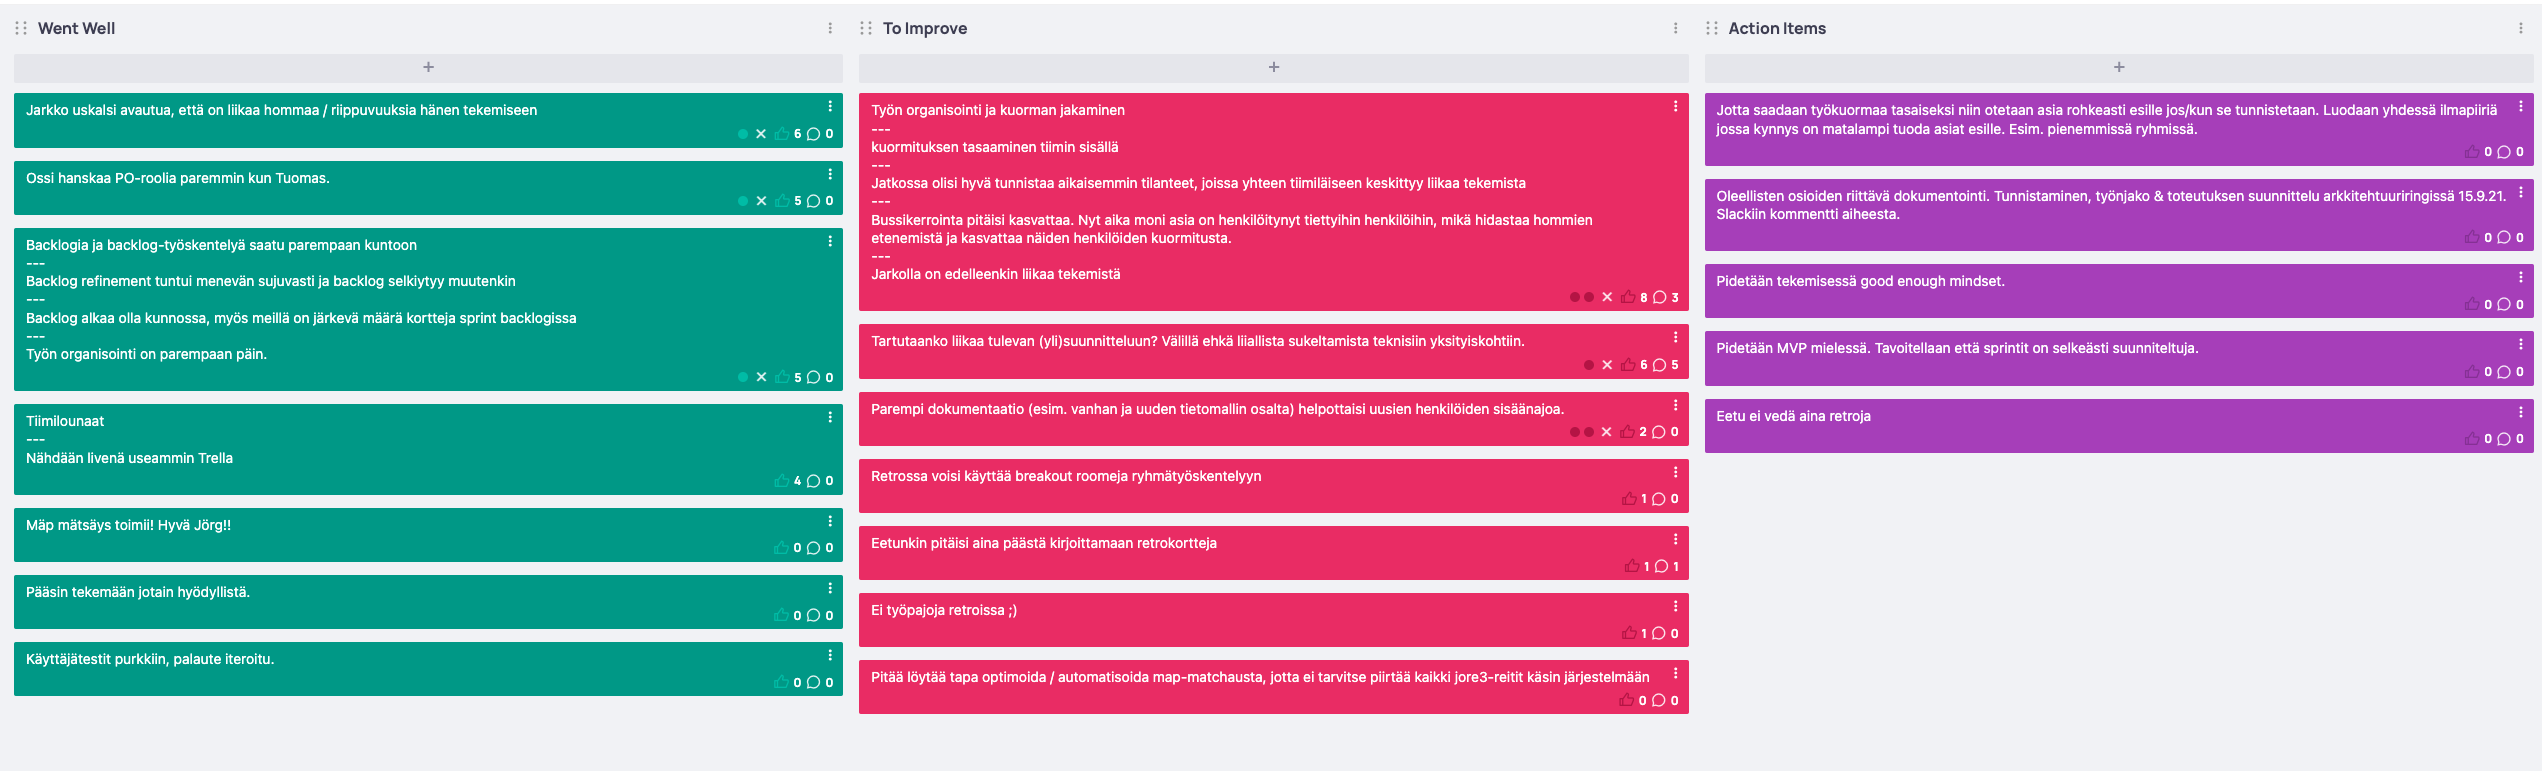 Went Well
+
Jarkko uskalsi avautua, että on liikaa hommaa / riippuvuuksia hänen tekemiseen
6 0
Ossi hanskaa PO-roolia paremmin kun Tuomas.
5 0
Backlogia ja backlog-työskentelyä saatu parempaan kuntoon
---
Backlog refinement tuntui menevän sujuvasti ja backlog selkiytyy muutenkin
---
Backlog alkaa olla kunnossa, myös meillä on järkevä määrä kortteja sprint backlogissa
---
Työn organisointi on parempaan päin.
5 0
Tiimilounaat
---
Nähdään livenä useammin Trella
4 0
Mäp mätsäys toimii! Hyvä Jörg!!
0 0
Pääsin tekemään jotain hyödyllistä.
0 0
Käyttäjätestit purkkiin, palaute iteroitu.
0 0
To Improve
+
Työn organisointi ja kuorman jakaminen
---
kuormituksen tasaaminen tiimin sisällä
---
Jatkossa olisi hyvä tunnistaa aikaisemmin tilanteet, joissa yhteen tiimiläiseen keskittyy liikaa tekemista
---
Bussikerrointa pitäisi kasvattaa. Nyt aika moni asia on henkilöitynyt tiettyihin henkilöihin, mikä hidastaa hommien
etenemistä ja kasvattaa näiden henkilöiden kuormitusta.
---
Jarkolla on edelleenkin liikaa tekemistä
8 3
Tartutaanko liikaa tulevan (yli)suunnitteluun? Välillä ehkä liiallista sukeltamista teknisiin yksityiskohtiin.
6 5
Parempi dokumentaatio (esim. vanhan ja uuden tietomallin osalta) helpottaisi uusien henkilöiden sisäänajoa.
2 0
Retrossa voisi käyttää breakout roomeja ryhmätyöskentelyyn
1 0
Eetunkin pitäisi aina päästä kirjoittamaan retrokortteja
1 1
Ei työpajoja retroissa ;)
1 0
Pitää löytää tapa optimoida / automatisoida map-matchausta, jotta ei tarvitse piirtää kaikki jore3-reitit käsin järjestelmään
0 0
Action Items
+
Jotta saadaan työkuormaa tasaiseksi niin otetaan asia rohkeasti esille jos/kun se tunnistetaan. Luodaan yhdessä ilmapiiriä
jossa kynnys on matalampi tuoda asiat esille. Esim. pienemmissä ryhmissä.
0 0
Oleellisten osioiden riittävä dokumentointi. Tunnistaminen, työnjako & toteutuksen suunnittelu arkkitehtuuriringissä 15.9.21.
Slackiin kommentti aiheesta.
0 0
Pidetään tekemisessä good enough mindset.
0 0
Pidetään MVP mielessä. Tavoitellaan että sprintit on selkeästi suunniteltuja.
0 0
Eetu ei vedä aina retroja
0 0